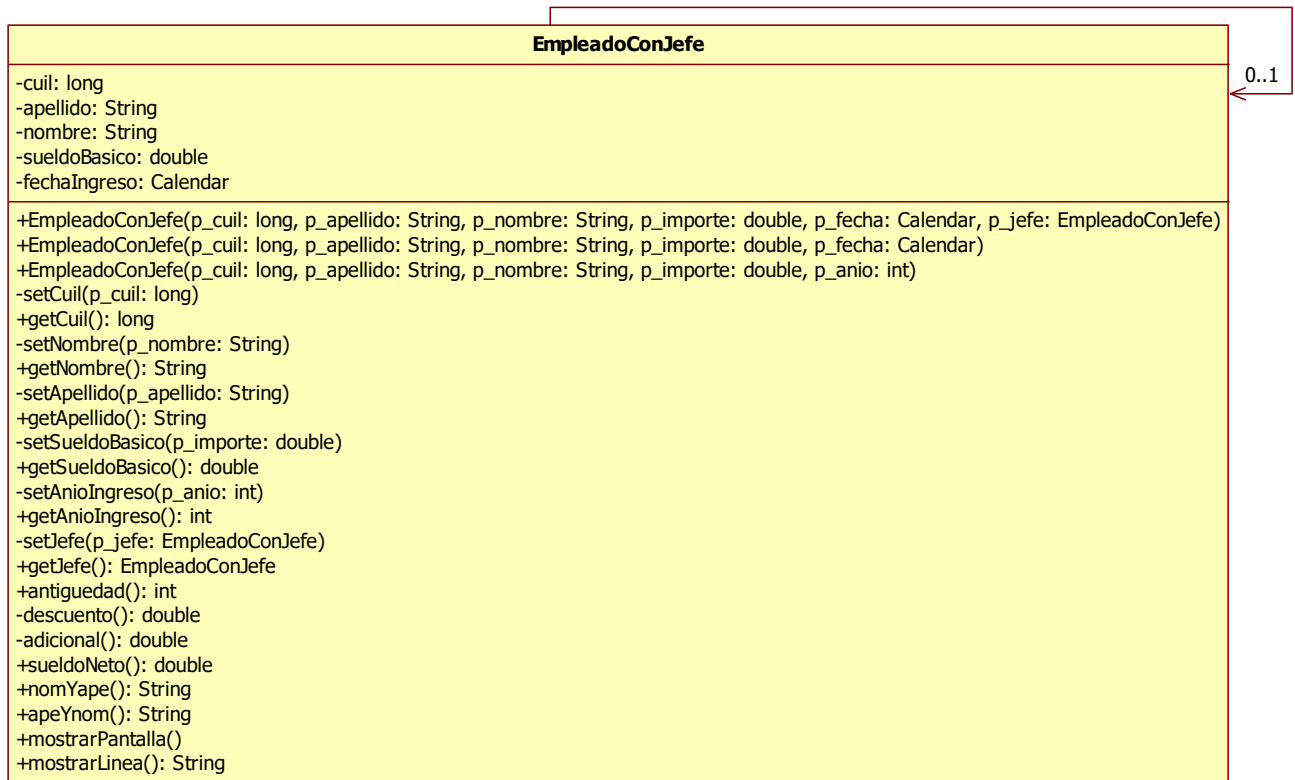 EmpleadoConJefe
0..1
-cuil: long
-apellido: String
-nombre: String
-sueldoBasico: double
-fechaIngreso: Calendar
+EmpleadoConJefe(p_cuil: long, p_apellido: String, p_nombre: String, p_importe: double, p_fecha: Calendar, p_jefe: EmpleadoConJefe)
+EmpleadoConJefe(p_cuil: long, p_apellido: String, p_nombre: String, p_importe: double, p_fecha: Calendar)
+EmpleadoConJefe(p_cuil: long, p_apellido: String, p_nombre: String, p_importe: double, p_anio: int)
-setCuil(p_cuil: long)
+getCuil(): long
-setNombre(p_nombre: String)
+getNombre(): String
-setApellido(p_apellido: String)
+getApellido(): String
-setSueldoBasico(p_importe: double)
+getSueldoBasico(): double
-setAnioIngreso(p_anio: int)
+getAnioIngreso(): int
-setJefe(p_jefe: EmpleadoConJefe)
+getJefe(): EmpleadoConJefe
+antiguedad(): int
-descuento(): double
-adicional(): double
+sueldoNeto(): double
+nomYape(): String
+apeYnom(): String
+mostrarPantalla()
+mostrarLinea(): String